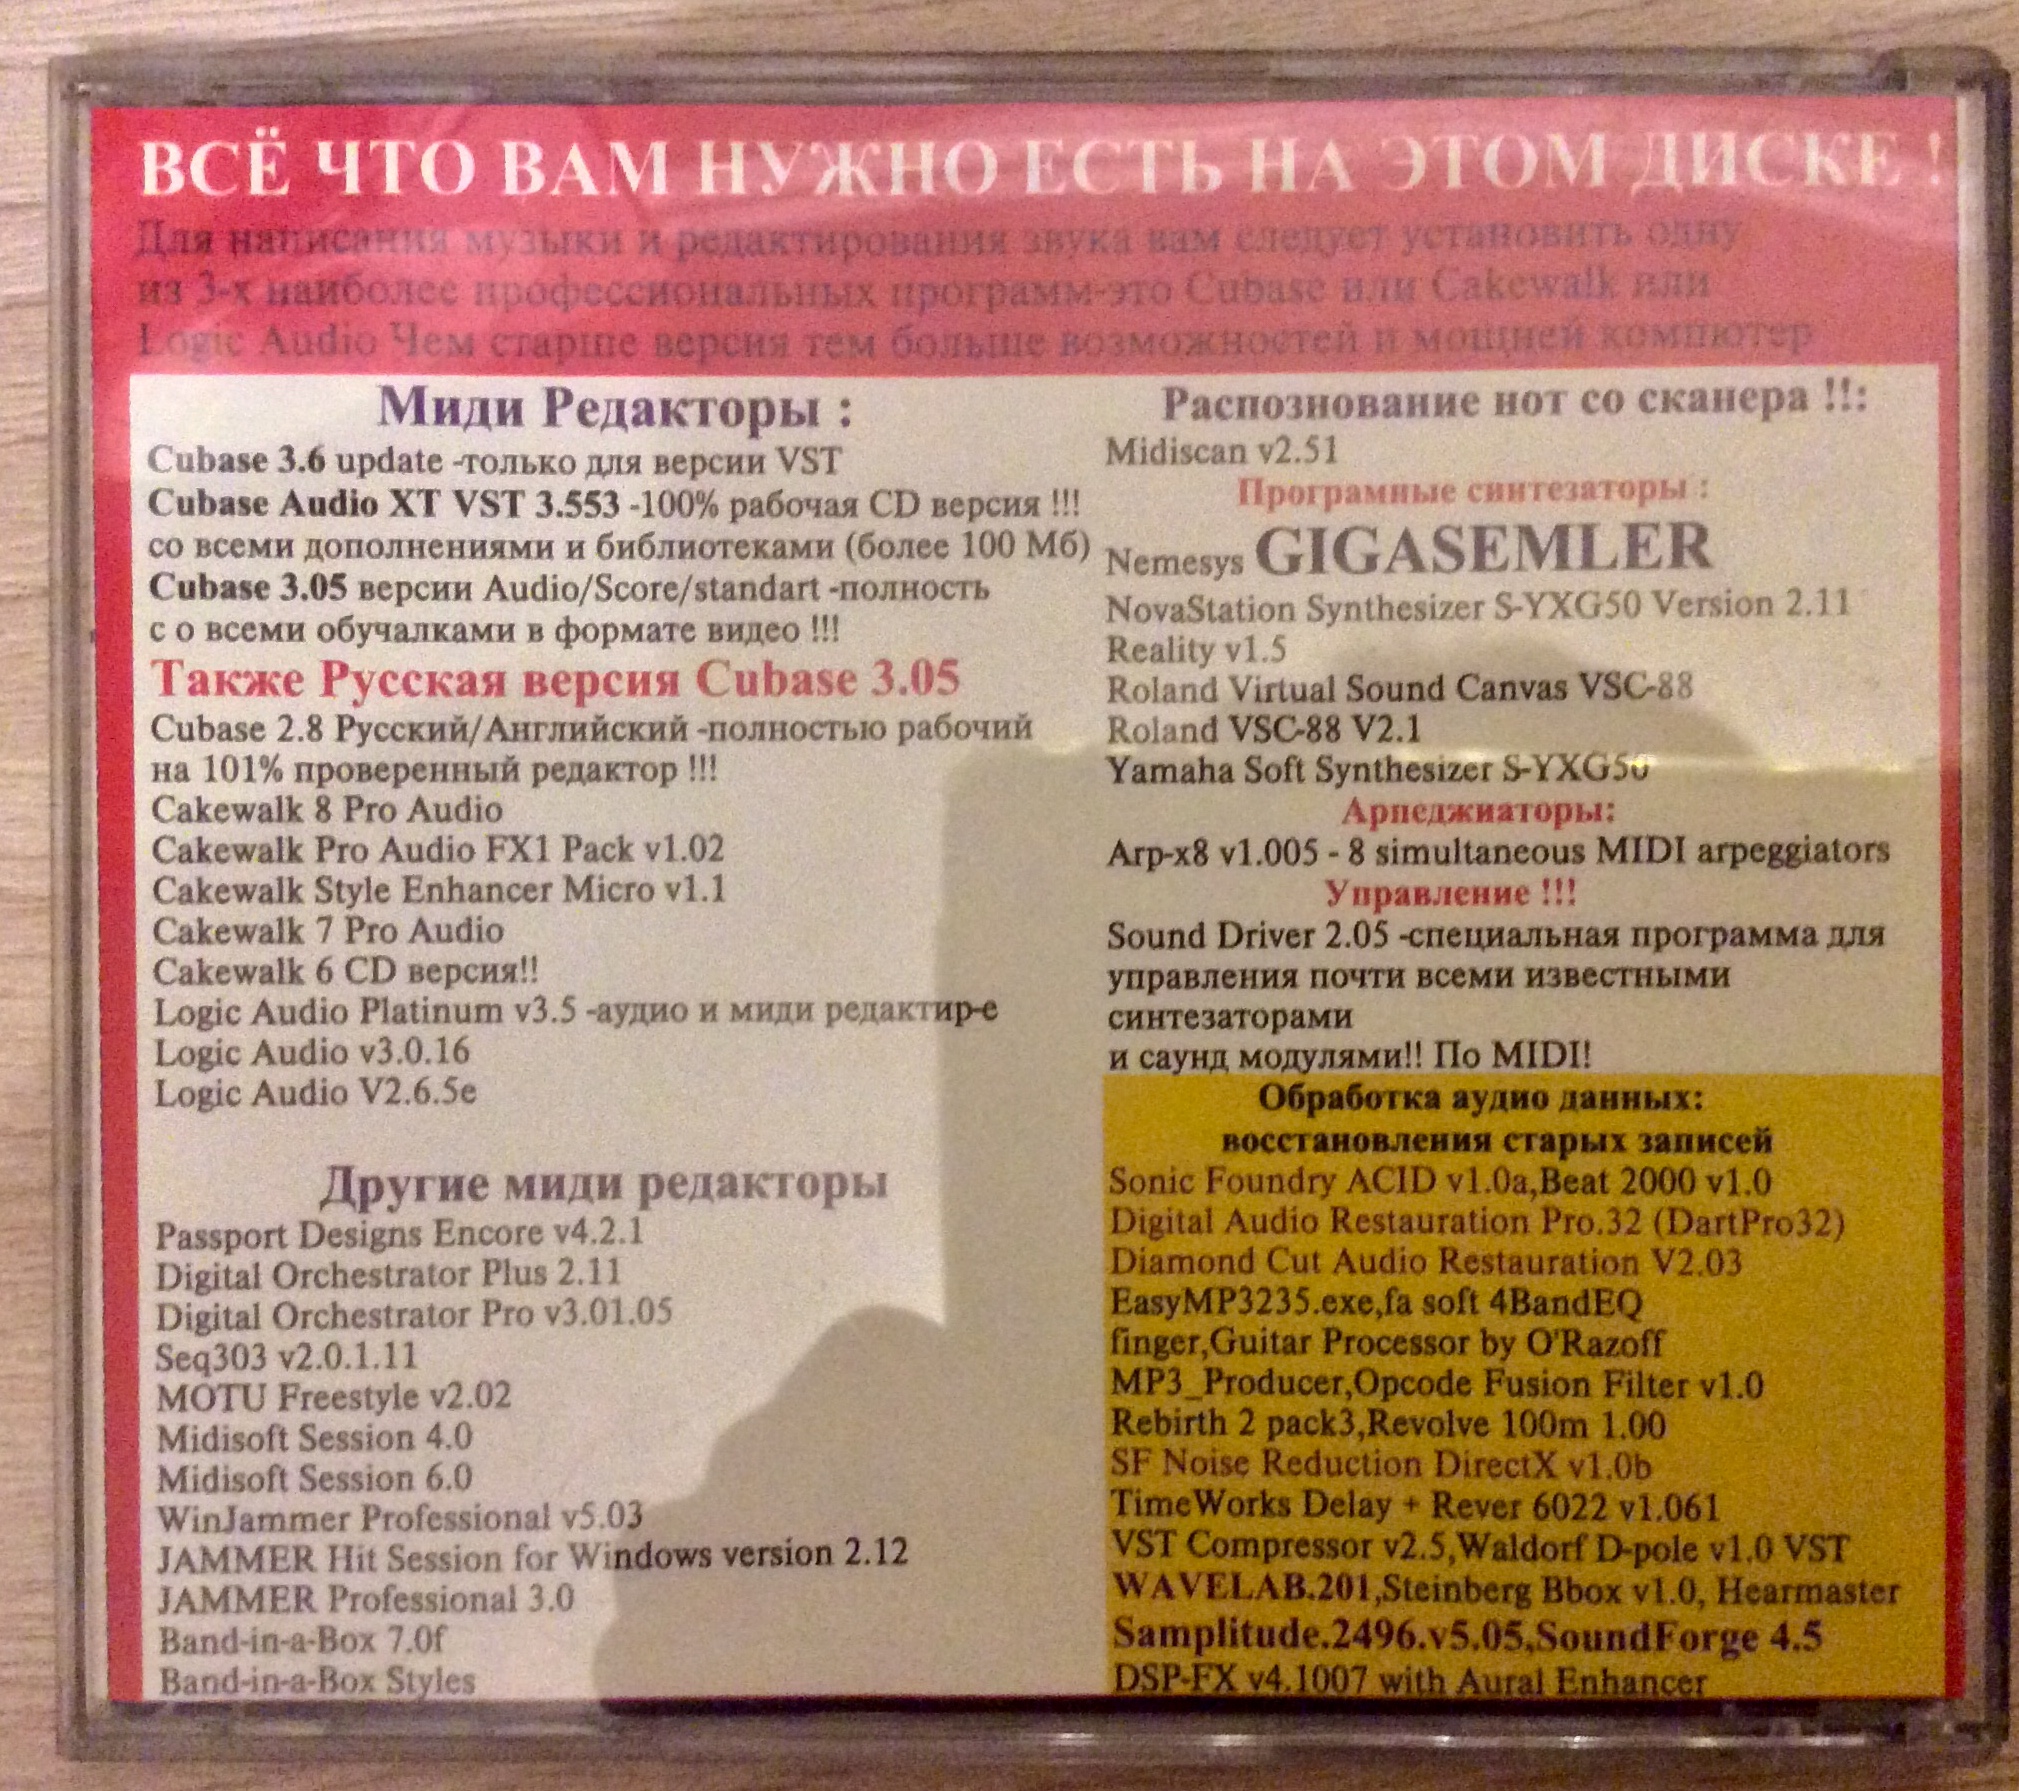 ВСЁ ЧТО ВАМ НУЖНО ЕСТЬ НА ЭТОМ ДИСКЕ !
Для написания музыки и редактирования звука вам следует установить одну
из 3-х наиболее профессиональных программ-это Cubase или Cakewalk или
Logic Audio Чем старше версия тем больше возможностей и мощней компютер
Миди Редакторы :
Cubase 3.6 update -только для версии VST
Cubase Audio XT VST 3.553 -100% рабочая CD версия !!!
со всеми дополнениями и библиотеками (более 100 Мб)
Cubase 3.05 версии Audio/Score/standart -полность
с о всеми обучалками в формате видео !!!
Также Русская версия Cubase 3.05
Cubase 2.8 Русский/Английский -полностью рабочий
на 101% проверенный редактор !!!
Cakewalk 8 Pro Audio
Cakewalk Pro Audio FX1 Pack v1.02
Cakewalk Style Enhancer Micro v1.1
Cakewalk 7 Pro Audio
Cakewalk 6 CD версия!!
Logic Audio Platinum v3.5 -аудио и миди редактир-е
Logic Audio v3.0.16
Logic Audio V2.6.5e
Другие миди редакторы
Passport Designs Encore v4.2.1
Digital Orchestrator Plus 2.11
Digital Orchestrator Pro v3.01.05
Seq303 v2.0.1.11
MOTU Freestyle v2.02
Midisoft Session 4.0
Midisoft Session 6.0
WinJammer Professional v5.03
JAMMER Hit Session for Windows version 2.12
JAMMER Professional 3.0
Band-in-a-Box 7.0f
Band-in-a-Box Styles
Распознование нот со сканера !!!:
Midiscan v2.51
Програмные синтезаторы :
Nemesys GIGASEMLER
NovaStation Synthesizer S-YXG50 Version 2.11
Reality v1.5
Roland Virtual Sound Canvas VSC-88
Roland VSC-88 V2.1
Yamaha Soft Synthesizer S-YXG50
Арпеджиаторы:
Arp-x8 v1.005 - 8 simultaneous MIDI arpeggiators
Управление !!!
Sound Driver 2.05 -специальная программа для
управления почти всеми известными
синтезаторами
и саунд модулями!! По MIDI!
Обработка аудио данных:
восстановления старых записей
Sonic Foundry ACID v1.0a,Beat 2000 v1.0
Digital Audio Restauration Pro.32 (DartPro32)
Diamond Cut Audio Restauration V2.03
EasyMP3235.exe,fa soft 4BandEQ
finger,Guitar Processor by O'Razoff
MP3_Producer,Opcode Fusion Filter v1.0
Rebirth 2 pack3,Revolve 100m 1.00
SF Noise Reduction DirectX v1.0b
TimeWorks Delay + Rever 6022 v1.061
VST Compressor v2.5,Waldorf D-pole v1.0 VST
WAVELAB.201,Steinberg Bbox v1.0, Hearmaster
Samplitude.2496.v5.05,SoundForge 4.5
DSP-FX v4.1007 with Aural Enhancer